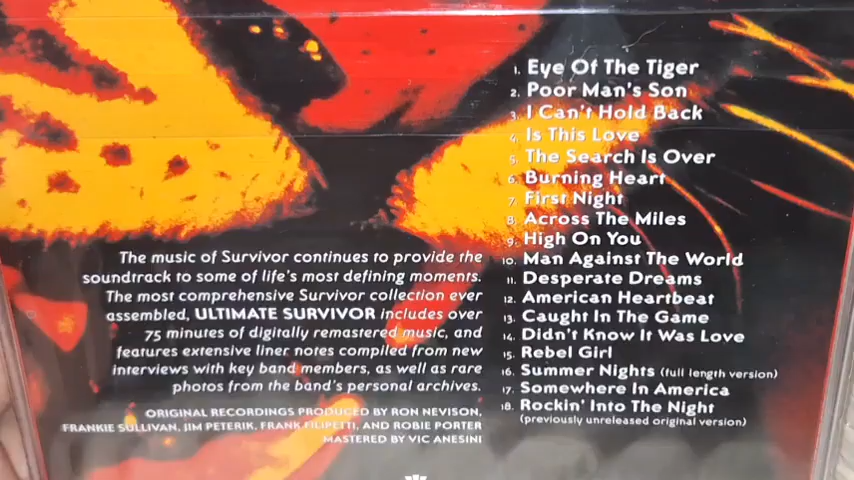 1. Eye Of The Tiger
2. Poor Man's Son
3. I Can't Hold Back
4. Is This Love
5. The Search Is Over
6. Burning Heart
7. First Night
8. Across The Miles
9. High On You
10. Man Against The World
11. Desperate Dreams
12. American Heartbeat
13. Caught In The Game
14. Didn't Know It Was Love
15. Rebel Girl
16. Summer Nights (full length version)
17. Somewhere In America
18. Rockin' Into The Night
(previously unreleased original version)
The music of Survivor continues to provide the
soundtrack to some of life's most defining moments.
The most comprehensive Survivor collection ever
assembled, ULTIMATE SURVIVOR includes over
75 minutes of digitally remastered music, and
features extensive liner notes compiled from new
interviews with key band members, as well as rare
photos from the band's personal archives.
ORIGINAL RECORDINGS PRODUCED BY RON NEVISON,
FRANKIE SULLIVAN, JIM PETERIK, FRANK FILIPETTI, AND ROBIE PORTER
MASTERED BY VIC ANESINI